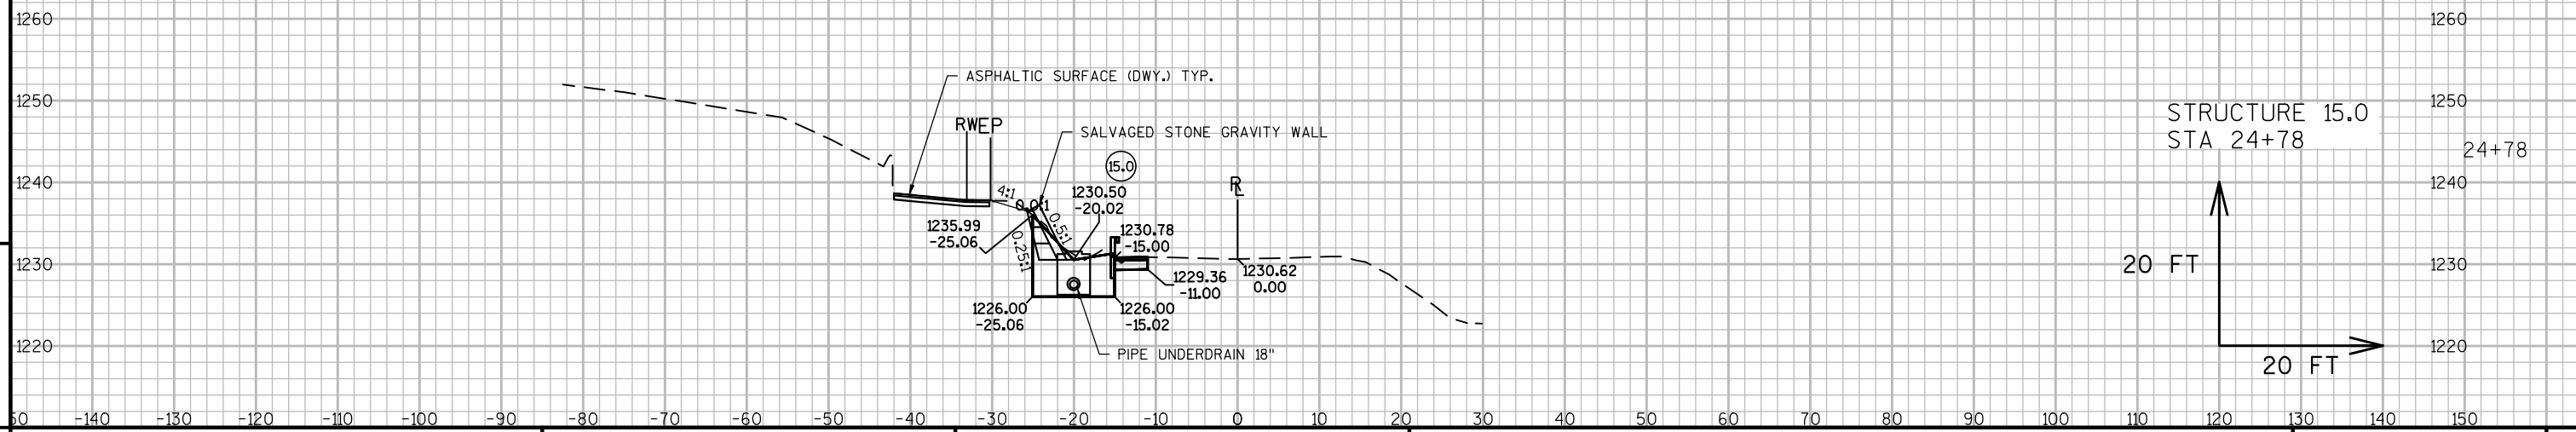 1260 1260
ASPHALTIC SURFACE (DWY.) TYP.
1250 1250
STRUCTURE 15.0
STA 24+78
24+78
RW EP
SALVAGED STONE GRAVITY WALL
15.0
1240 1240
4:1
0.0:1
1230.50
-20.02
RL
0.5:1
0.25:1
1235.99
-25.06
1230.78
-15.00
1230 1230
20 FT
1230.62
0.00
1229.36
-11.00
1226.00
-25.06
1226.00
-15.02
1220 1220
PIPE UNDERDRAIN 18"
20 FT
-140 -130 -120 -110 -100 -90 -80 -70 -60 -50 -40 -30 -20 -10 0 10 20 30 40 50 60 70 80 90 100 110 120 130 140 150